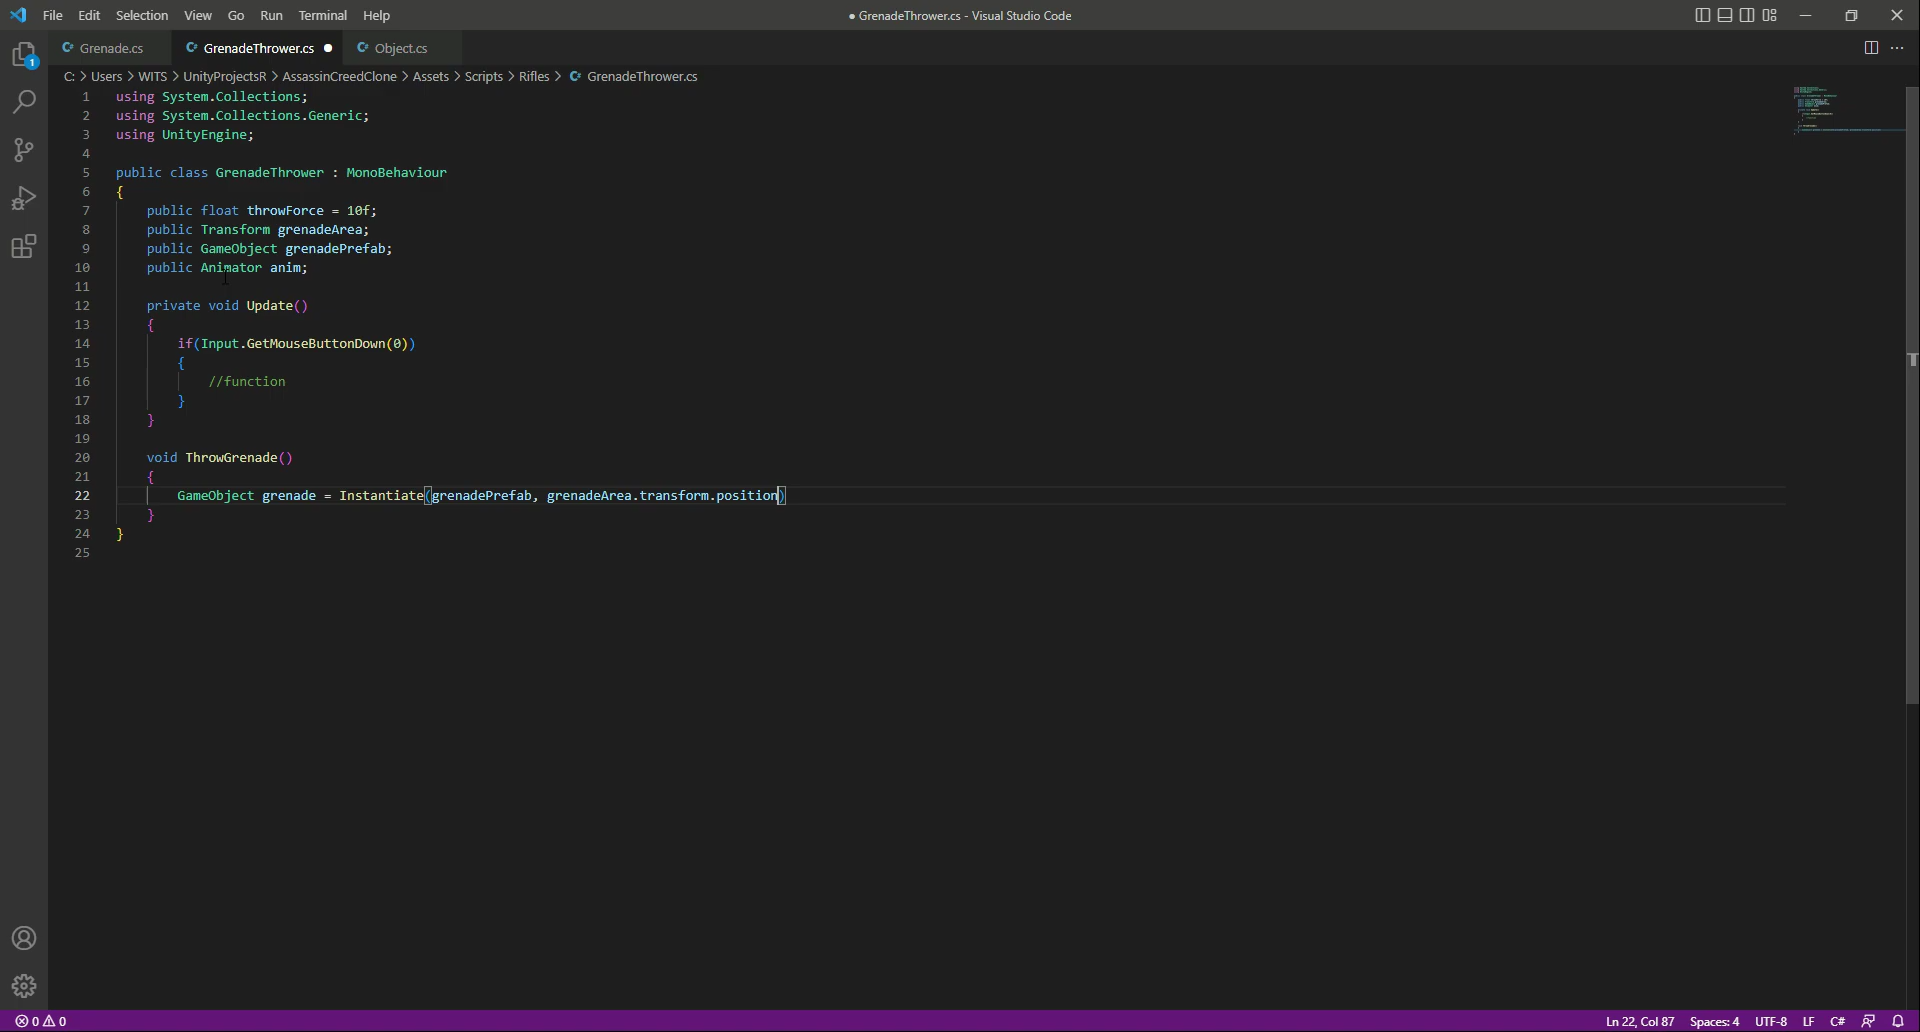 File Edit Selection View Go Run Terminal Help
● GrenadeThrower.cs - Visual Studio Code
Grenade.cs GrenadeThrower.cs Object.cs
C: > Users > WITS > UnityProjectsR > AssassinCreedClone > Assets > Scripts > Rifles > GrenadeThrower.cs
1 using System.Collections;
2 using System.Collections.Generic;
3 using UnityEngine;
4
5 public class GrenadeThrower : MonoBehaviour
6 {
7 public float throwForce = 10f;
8 public Transform grenadeArea;
9 public GameObject grenadePrefab;
10 public Animator anim;
11
12 private void Update()
13 {
14 if(Input.GetMouseButtonDown(0))
15 {
16 //function
17 }
18 }
19
20 void ThrowGrenade()
21 {
22 GameObject grenade = Instantiate(grenadePrefab, grenadeArea.transform.position)
23 }
24 }
25
1
0 0 Ln 22, Col 87 Spaces: 4 UTF-8 LF C#